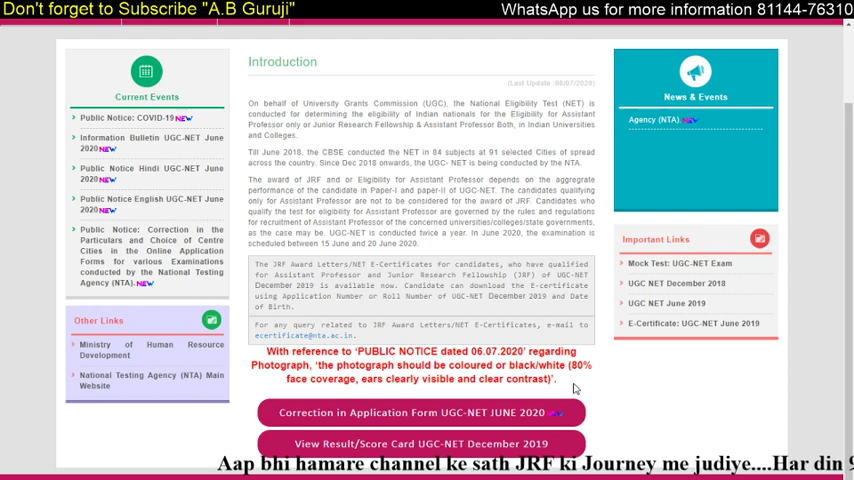 Don't forget to Subscribe "A.B Guruji"
WhatsApp us for more information 81144-76310
Current Events
Public Notice: COVID-19 NEW
Information Bulletin UGC-NET June
2020 NEW
Public Notice Hindi UGC-NET June
2020 NEW
Public Notice English UGC-NET June
2020 NEW
Public Notice: Correction in the
Particulars and Choice of Centre
Cities in the Online Application
Forms for various Examinations
conducted by the National Testing
Agency (NTA). NEW
Other Links
Ministry of Human Resource
Development
National Testing Agency (NTA) Main
Website
Introduction
(Last Update :06/07/2020)
On behalf of University Grants Commission (UGC), the National Eligibility Test (NET) is
conducted for determining the eligibility of Indian nationals for the Eligibility for Assistant
Professor only or Junior Research Fellowship & Assistant Professor Both, in Indian Universities
and Colleges.
Till June 2018, the CBSE conducted the NET in 84 subjects at 91 selected Cities of spread
across the country. Since Dec 2018 onwards, the UGC- NET is being conducted by the NTA.
The award of JRF and or Eligibility for Assistant Professor depends on the aggregrate
performance of the candidate in Paper-I and paper-II of UGC-NET. The candidates qualifying
only for Assistant Professor are not to be considered for the award of JRF. Candidates who
qualify the test for eligibility for Assistant Professor are governed by the rules and regulations
for recruitment of Assistant Professor of the concerned universities/colleges/state governments,
as the case may be. UGC-NET is conducted twice a year. In June 2020, the examination is
scheduled between 15 June and 20 June 2020.
The JRF Award Letters/NET E-Certificates for candidates, who have qualified
for Assistant Professor and Junior Research Fellowship (JRF) of UGC-NET
December 2019 is available now. Candidate can download the E-certificate
using Application Number or Roll Number of UGC-NET December 2019 and Date
of Birth.
For any query related to JRF Award Letters/NET E-Certificates, e-mail to
ecertificate@nta.ac.in.
With reference to 'PUBLIC NOTICE dated 06.07.2020' regarding
Photograph, 'the photograph should be coloured or black/white (80%
face coverage, ears clearly visible and clear contrast)'.
Correction in Application Form UGC-NET JUNE 2020 NEW
View Result/Score Card UGC-NET December 2019
News & Events
Agency (NTA). NEW
Important Links
Mock Test: UGC-NET Exam
UGC NET December 2018
UGC NET June 2019
E-Certificate: UGC-NET June 2019
Aap bhi hamare channel ke sath JRF ki Journey me judiye....Har din 9